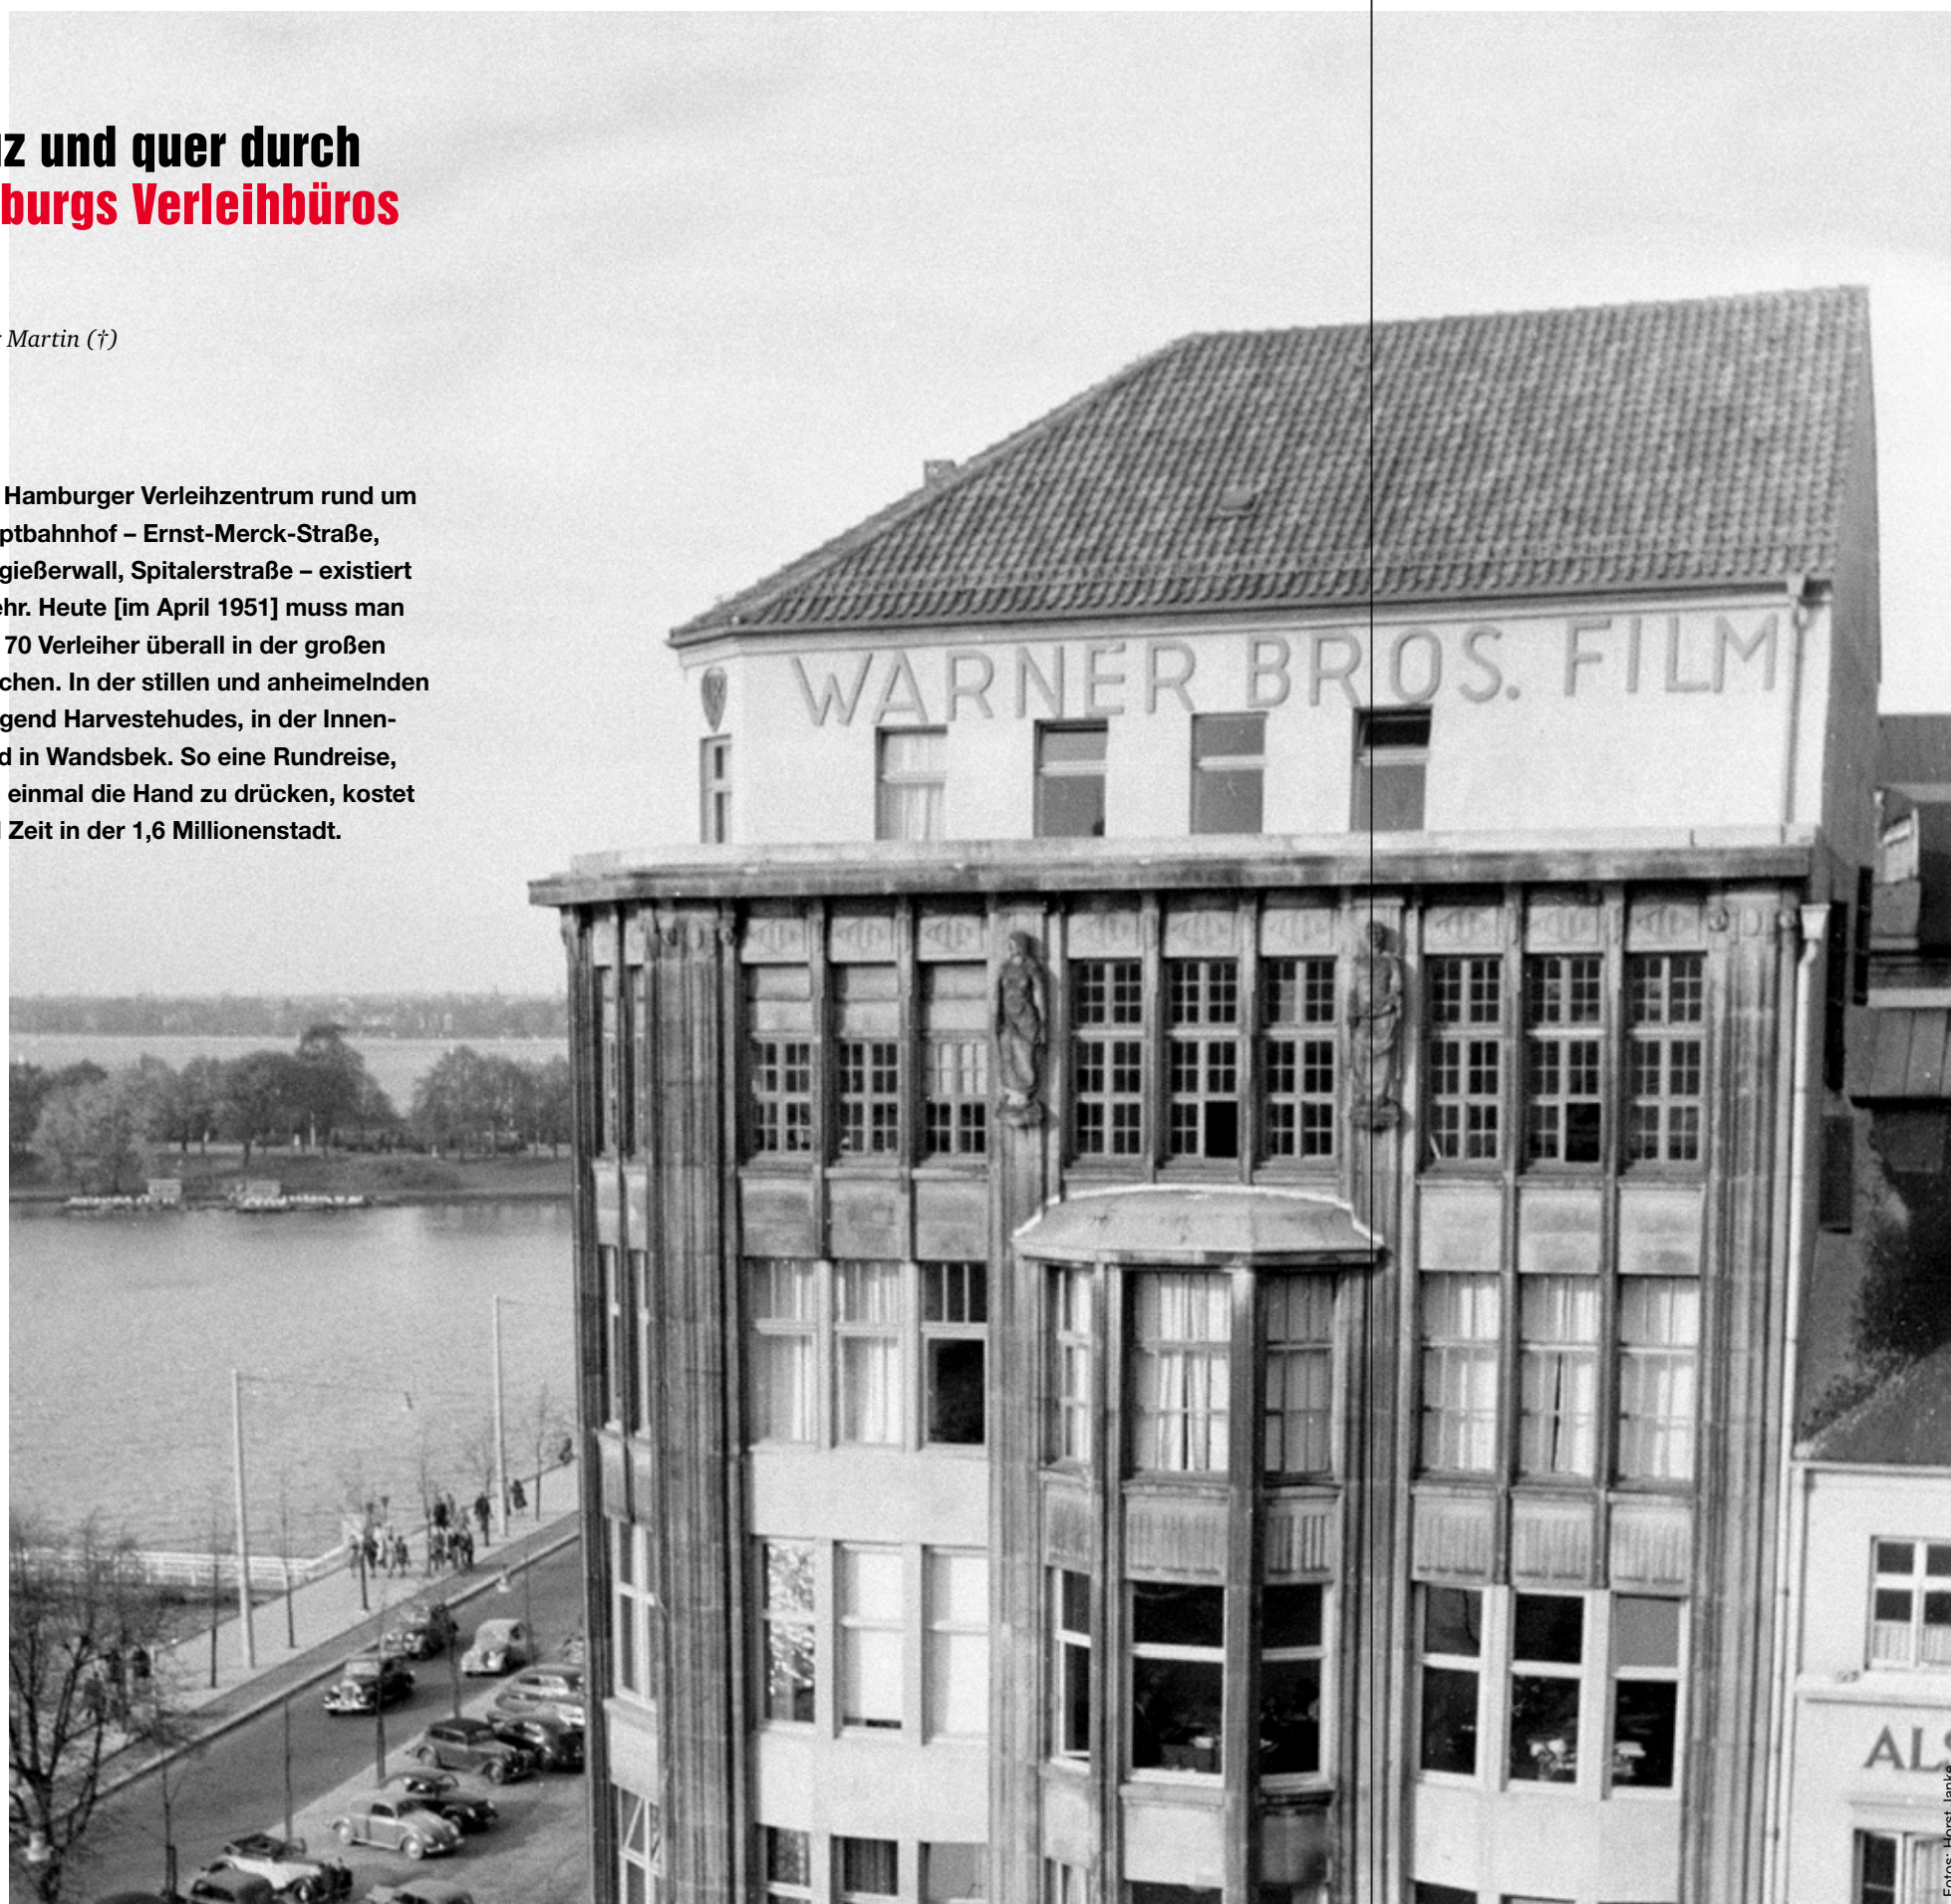 z und quer durch
burgs Verleihbüros
Martin (†)
Hamburger Verleihzentrum rund um
ptbahnhof – Ernst-Merck-Straße,
gießerwall, Spitalerstraße – existiert
ehr. Heute [im April 1951] muss man
70 Verleiher überall in der großen
chen. In der stillen und anheimelnden
gend Harvestehudes, in der Innen-
d in Wandsbek. So eine Rundreise,
einmal die Hand zu drücken, kostet
Zeit in der 1,6 Millionenstadt.
WARNER BROS. FILM
ALS
Fotos: Horst Janke